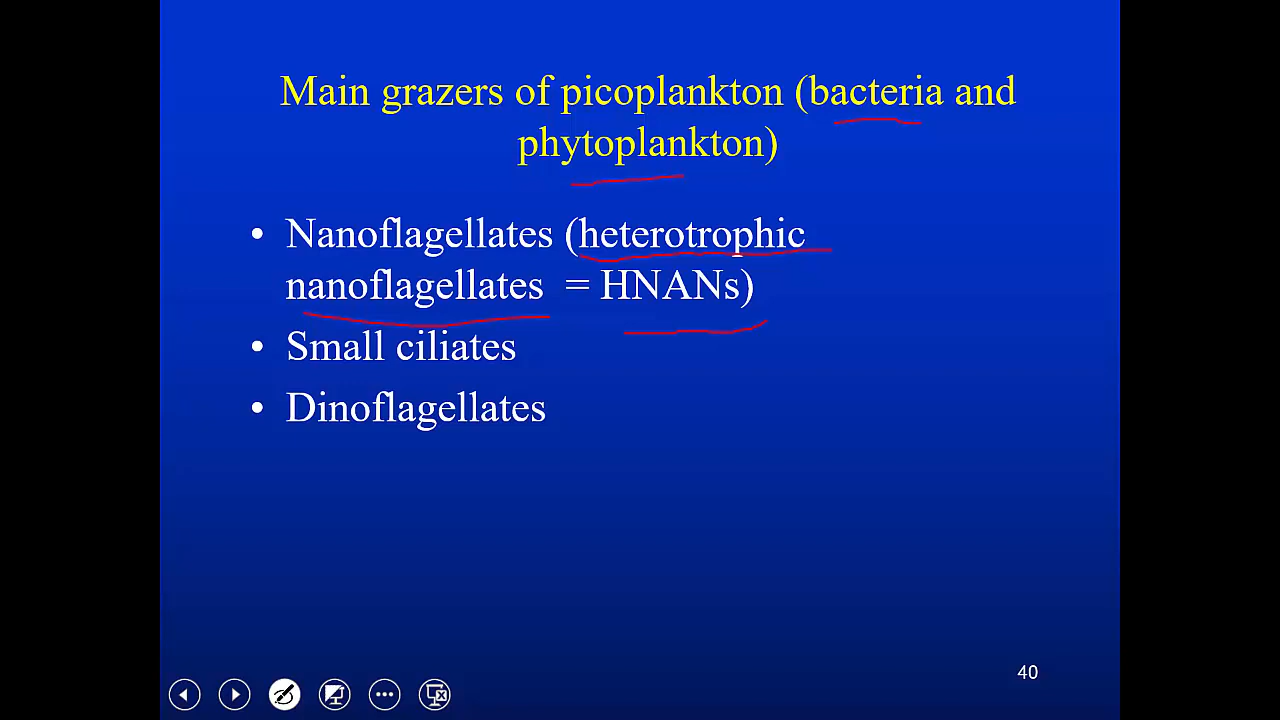 Main grazers of picoplankton (bacteria and
phytoplankton)
• Nanoflagellates (heterotrophic
nanoflagellates = HNANs)
• Small ciliates
• Dinoflagellates
40